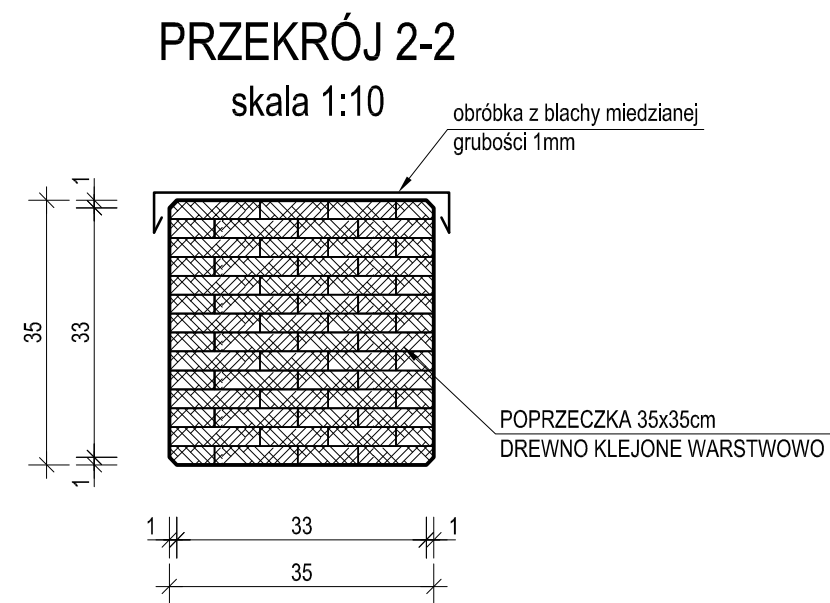 PRZEKRÓJ 2-2
skala 1:10
obróbka z blachy miedzianej
grubości 1mm
1
35
33
1
POPRZECZKA 35x35cm
DREWNO KLEJONE WARSTWOWO
1
33
1
35